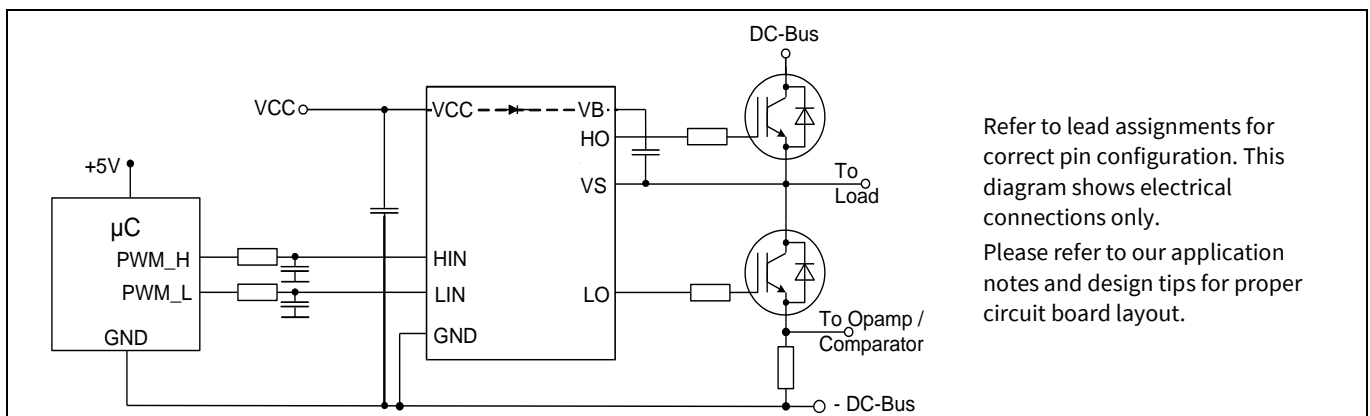 DC-Bus
VCC
VCC
VB
HO
+5V
VS
To
Load
µC
PWM_H
HIN
PWM_L
LIN
LO
GND
GND
To Opamp /
Comparator
- DC-Bus
Refer to lead assignments for
correct pin configuration. This
diagram shows electrical
connections only.
Please refer to our application
notes and design tips for proper
circuit board layout.